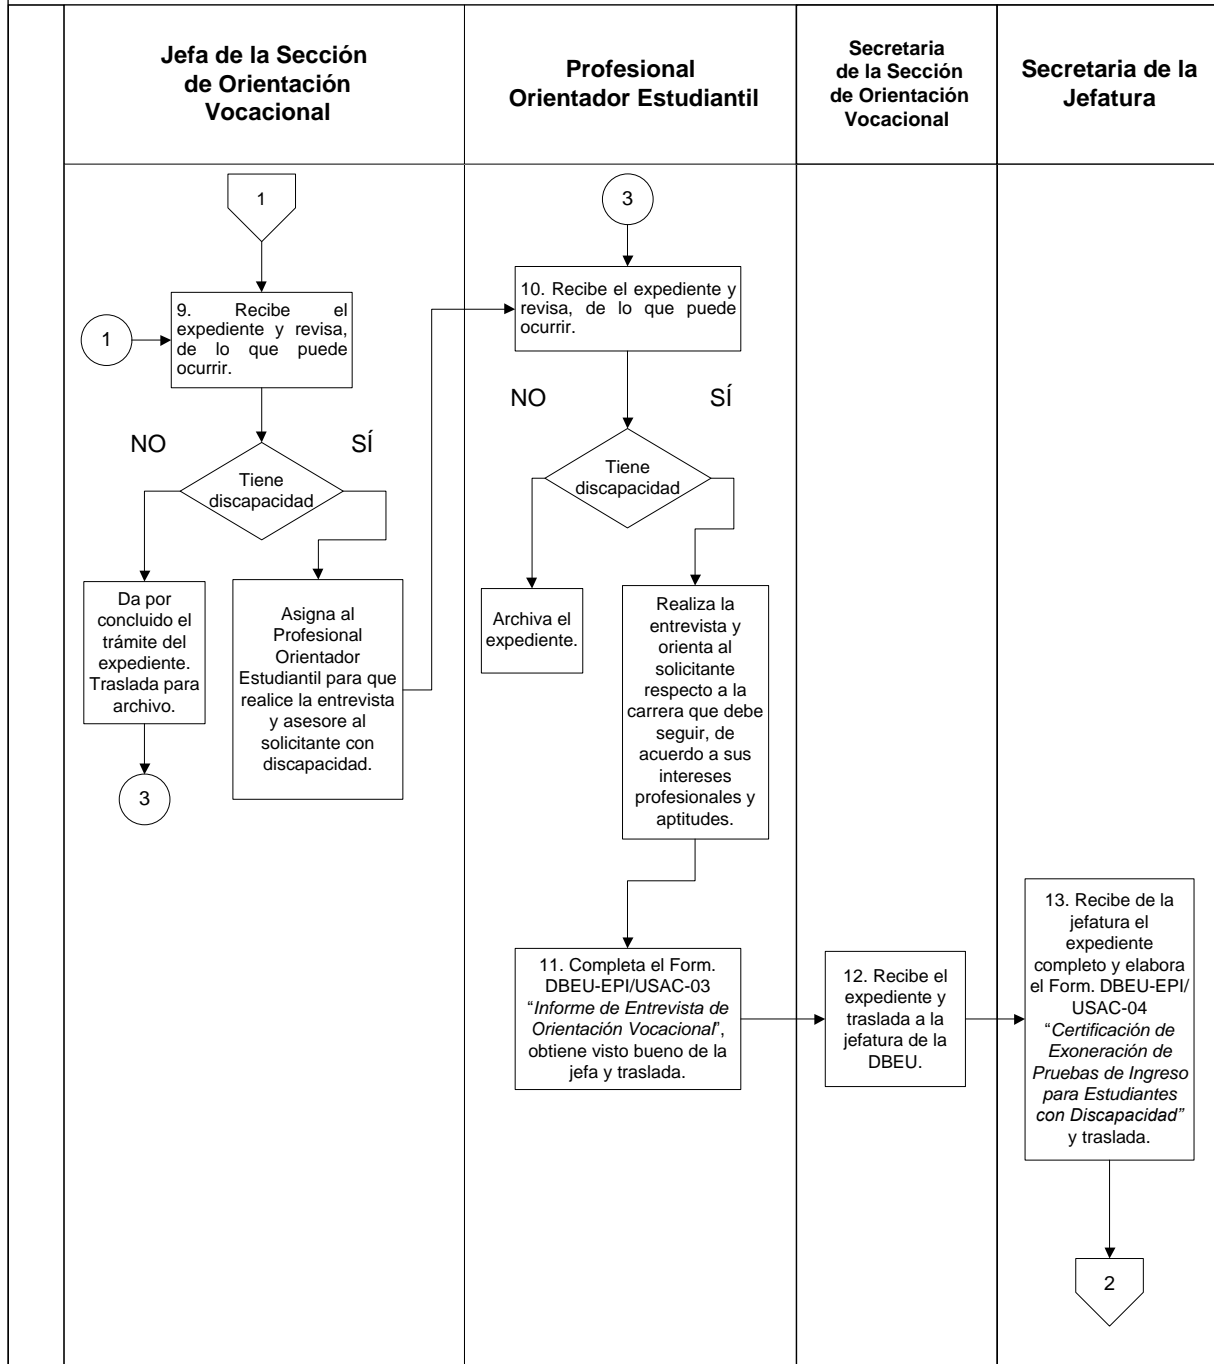 Jefa de la Sección
de Orientación
Vocacional
Profesional
Orientador Estudiantil
Secretaria
de la Sección
de Orientación
Vocacional
Secretaria de la
Jefatura
1
1
9. Recibe el
expediente y revisa,
de lo que puede
ocurrir.
NO
SÍ
Tiene
discapacidad
Da por
concluido el
trámite del
expediente.
Traslada para
archivo.
3
Asigna al
Profesional
Orientador
Estudiantil para que
realice la entrevista
y asesore al
solicitante con
discapacidad.
3
10. Recibe el expediente y
revisa, de lo que puede
ocurrir.
NO
SÍ
Tiene
discapacidad
Archiva el
expediente.
Realiza la
entrevista y
orienta al
solicitante
respecto a la
carrera que debe
seguir, de
acuerdo a sus
intereses
profesionales y
aptitudes.
11. Completa el Form.
DBEU-EPI/USAC-03
“Informe de Entrevista de
Orientación Vocacional”,
obtiene visto bueno de la
jefa y traslada.
12. Recibe el
expediente y
traslada a la
jefatura de la
DBEU.
13. Recibe de la
jefatura el
expediente
completo y elabora
el Form. DBEU-EPI/
USAC-04
“Certificación de
Exoneración de
Pruebas de Ingreso
para Estudiantes
con Discapacidad”
y traslada.
2